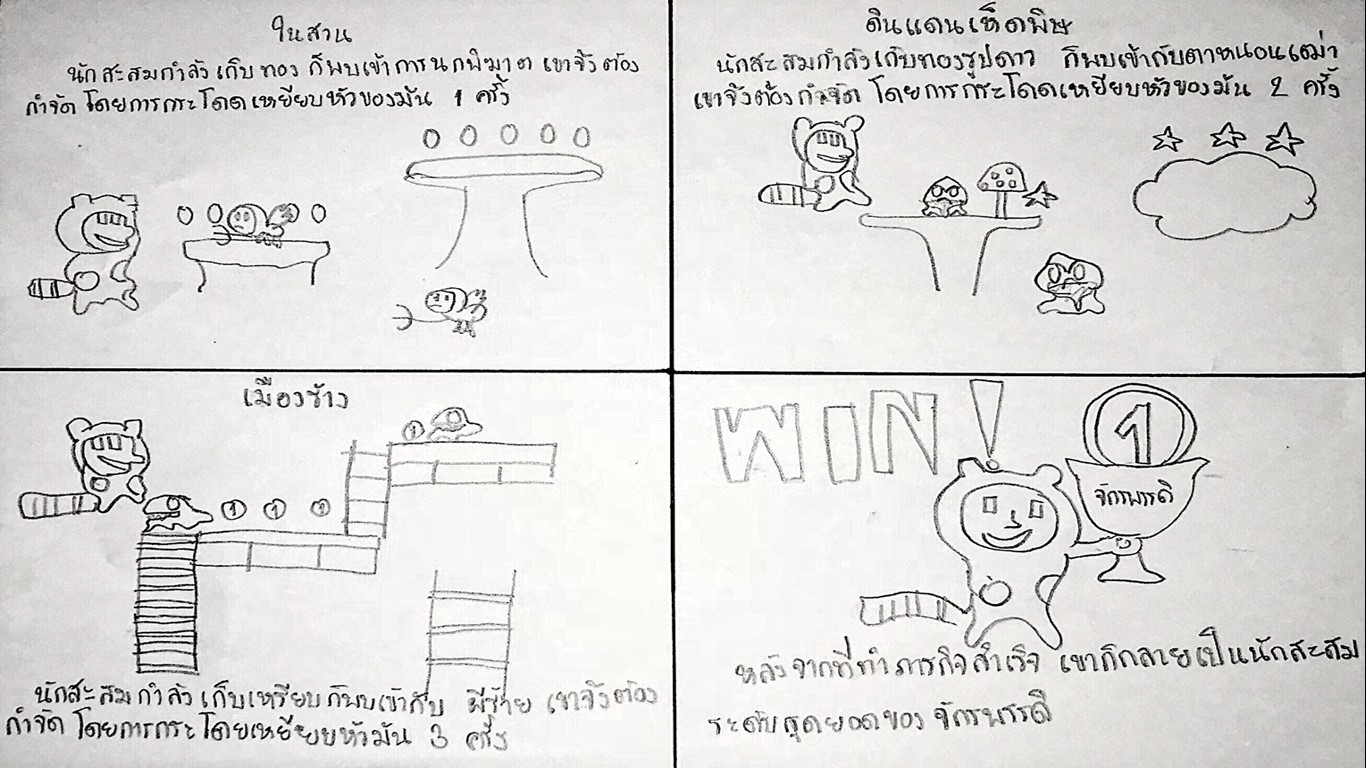 ในสวน
นักสะสมกำลังเก็บทอง ก็พบเข้าการนกพิฆาต เขาจึงต้อง
กำจัด โดยการกระโดดเหยียบหัวของมัน 1 ครั้ง
ดินแดนเห็ดพิษ
นักสะสมกำลังเก็บทองรูปดาว ก็พบเข้ากับตาหนอนเฒ่า
เขาจึงต้องกำจัด โดยการกระโดดเหยียบหัวของมัน 2 ครั้ง
เมืองร้าง
1
1 1 1
นักสะสมกำลังเก็บเหรียบ ก็พบเข้ากับ ผีร้าย เขาจึงต้อง
กำจัด โดยการกระโดยเหยียบหัวมัน 3 ครั้ง
WIN!
1
จักรพรรดิ
หลังจากที่ทำภารกิจสำเร็จ เขาก็กลายเป็นนักสะสม
ระดับสุดยอดของ จักรพรรดิ